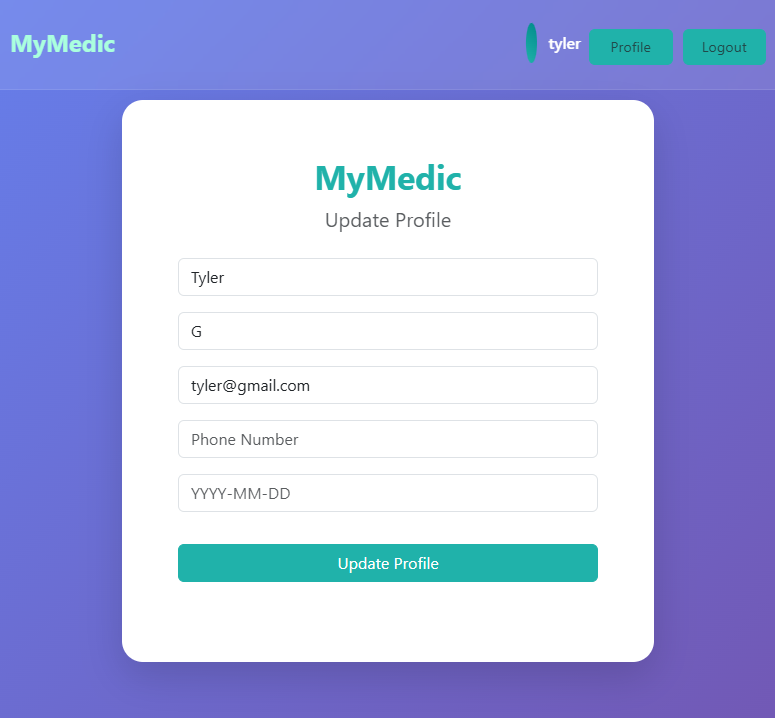 MyMedic
tyler Profile Logout
MyMedic
Update Profile
Tyler
G
tyler@gmail.com
Phone Number
YYYY-MM-DD
Update Profile